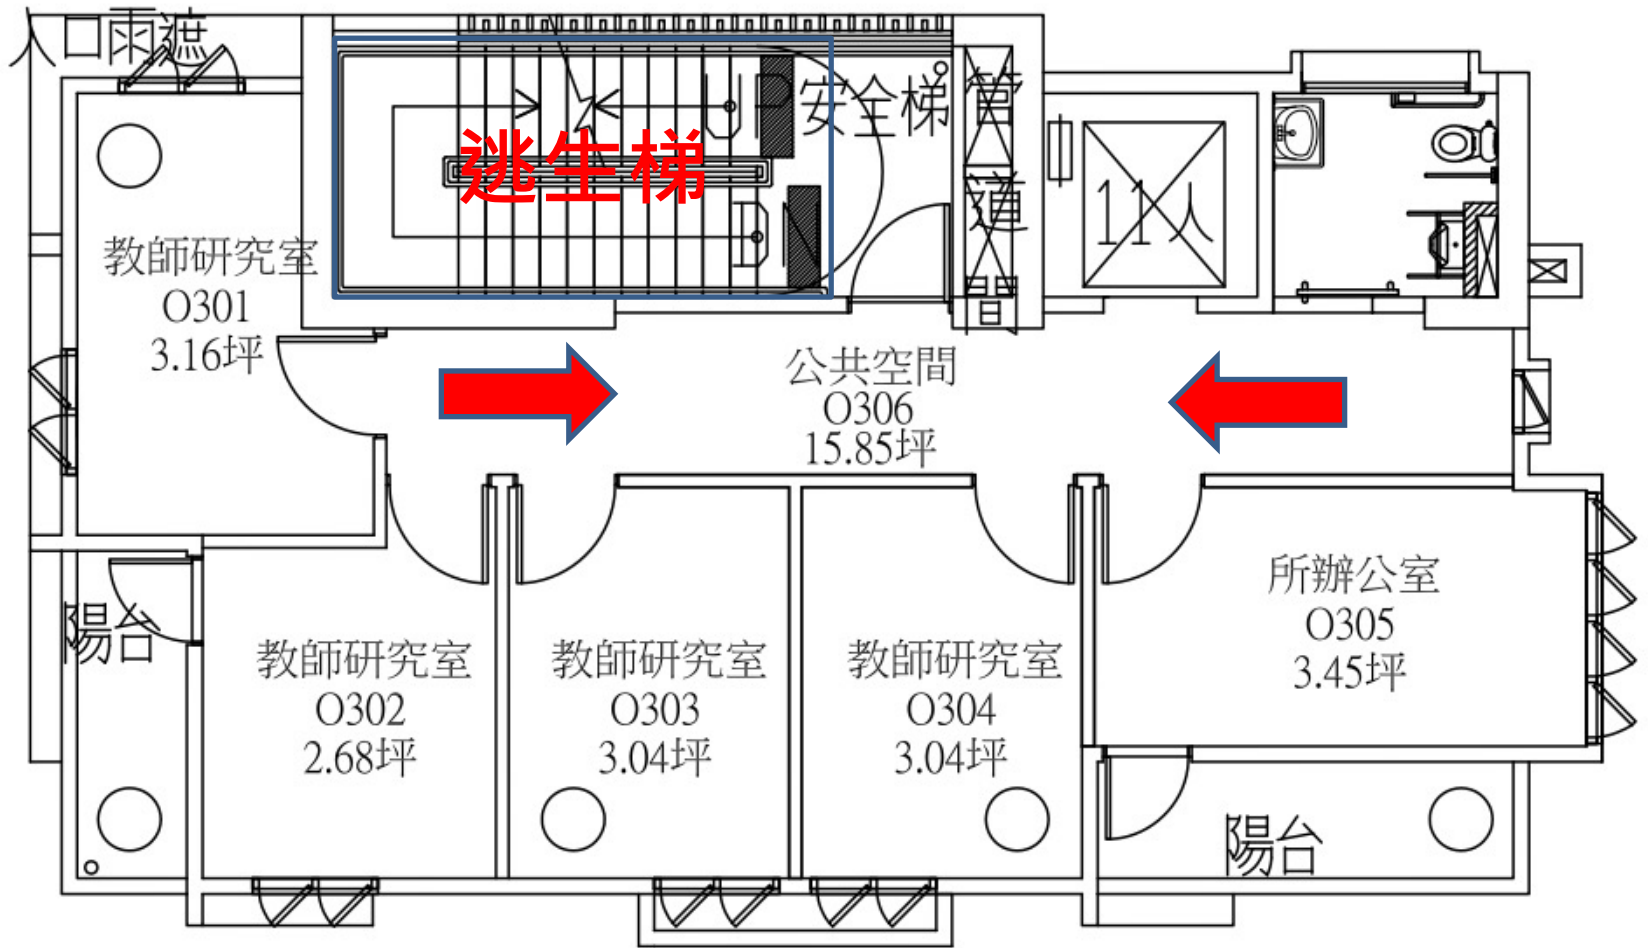 入口雨遮
安全梯
管道
逃生梯
11人
教師研究室
O301
3.16坪
公共空間
O306
15.85坪
陽台
教師研究室
O302
2.68坪
教師研究室
O303
3.04坪
教師研究室
O304
3.04坪
所辦公室
O305
3.45坪
陽台